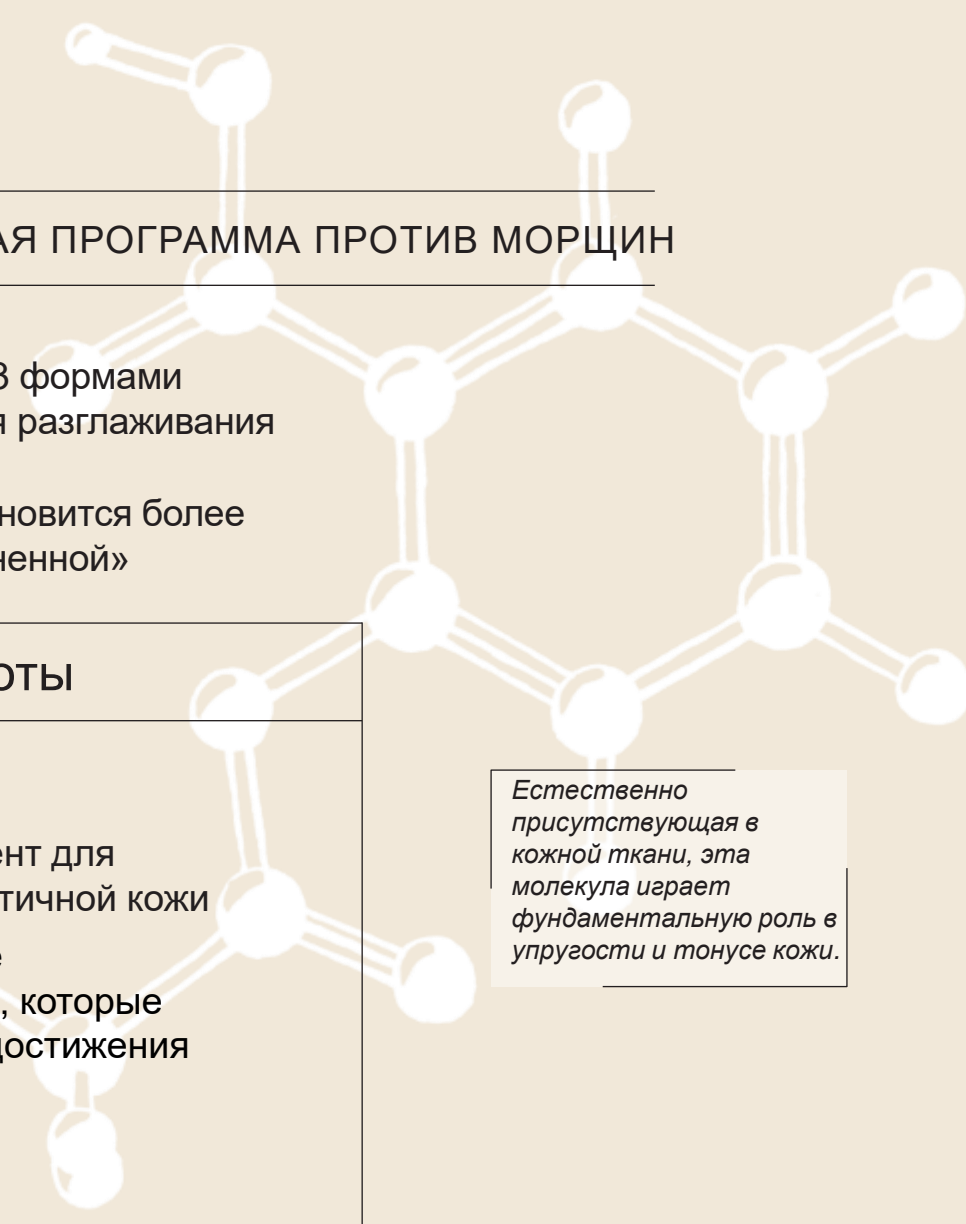 АЯ ПРОГРАММА ПРОТИВ МОРЩИН
3 формами
я разглаживания
новится более
ненной»
ОТЫ
ент для
тичной кожи
е
, которые
достижения
Естественно
присутствующая в
кожной ткани, эта
молекула играет
фундаментальную роль в
упругости и тонусе кожи.